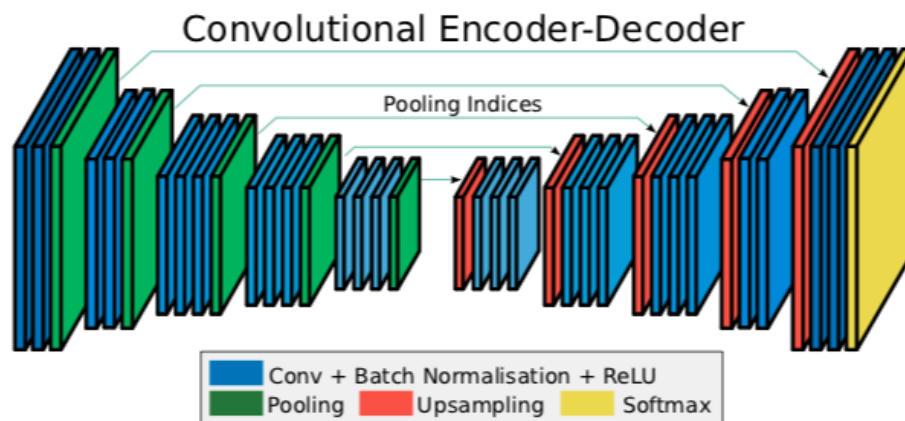 Convolutional Encoder-Decoder
Pooling Indices
Conv + Batch Normalisation + ReLU
Pooling Upsampling Softmax